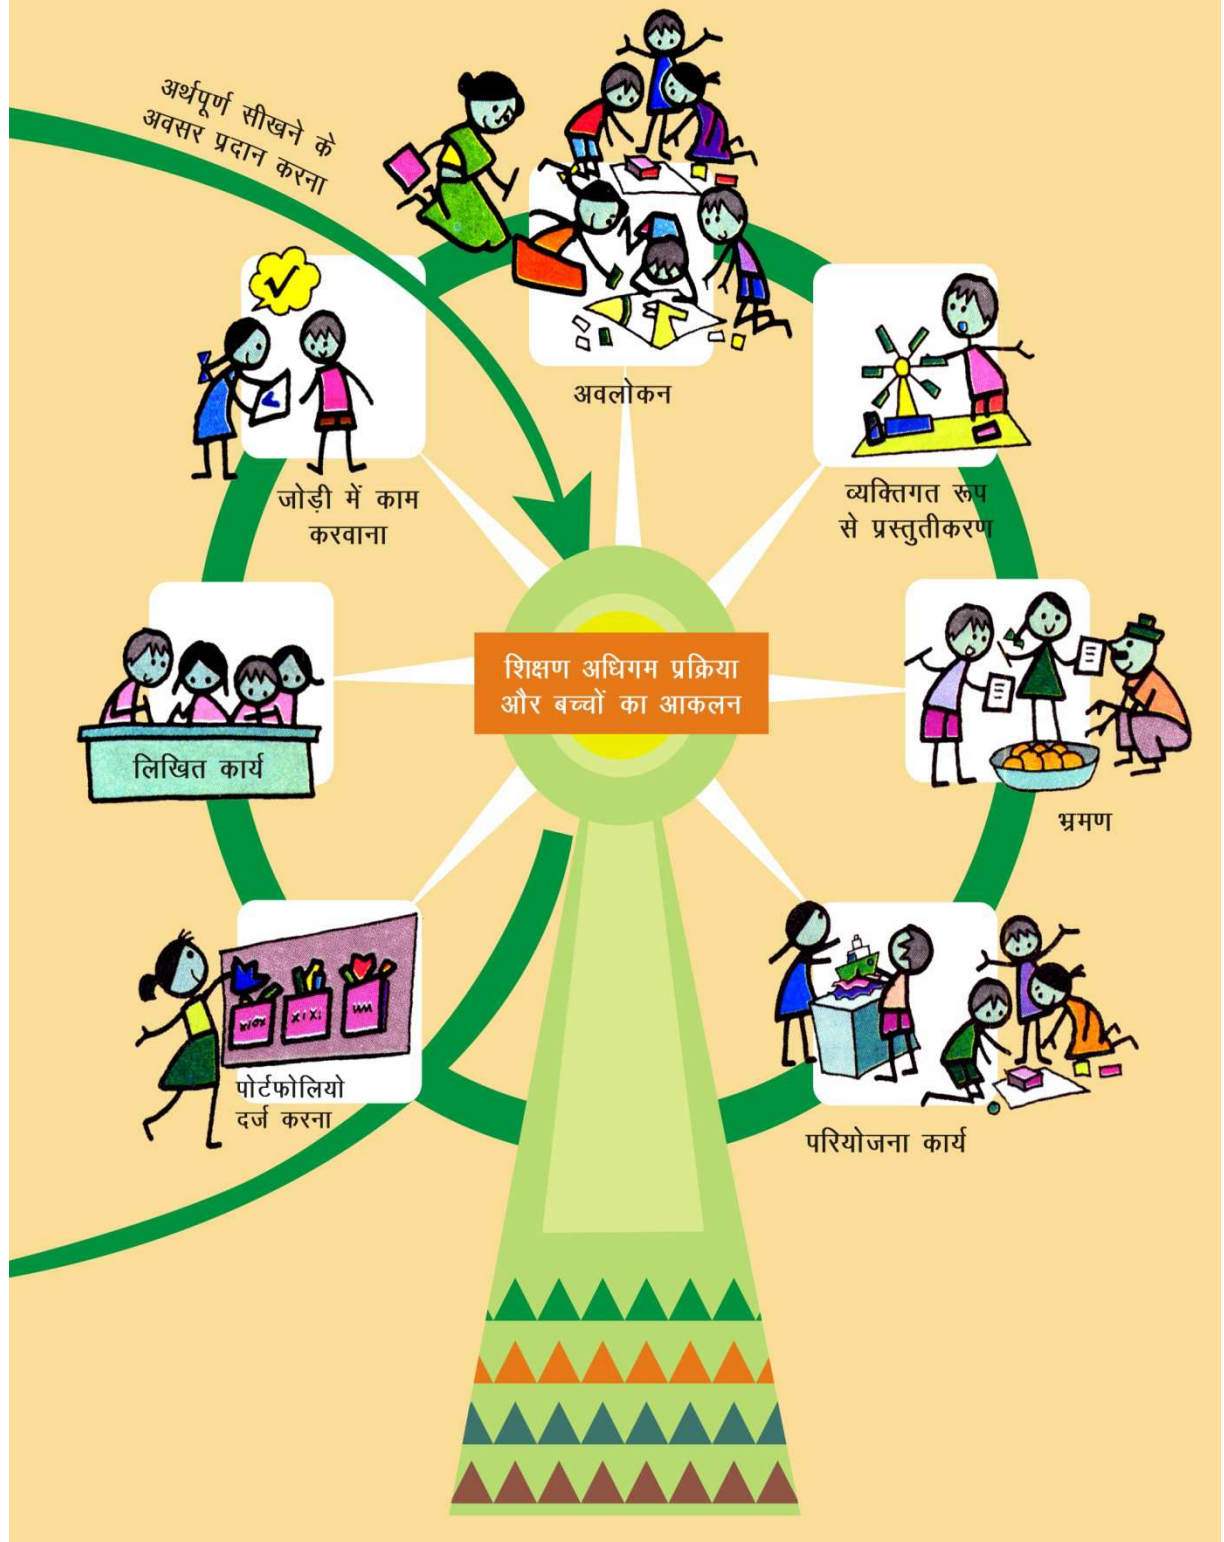 अर्थपूर्ण सीखने के
अवसर प्रदान करना
अवलोकन
जोड़ी में काम
करवाना
व्यक्तिगत रूप
से प्रस्तुतीकरण
शिक्षण अधिगम प्रक्रिया
और बच्चों का आकलन
लिखित कार्य
भ्रमण
पोर्टफोलियो
दर्ज करना
परियोजना कार्य